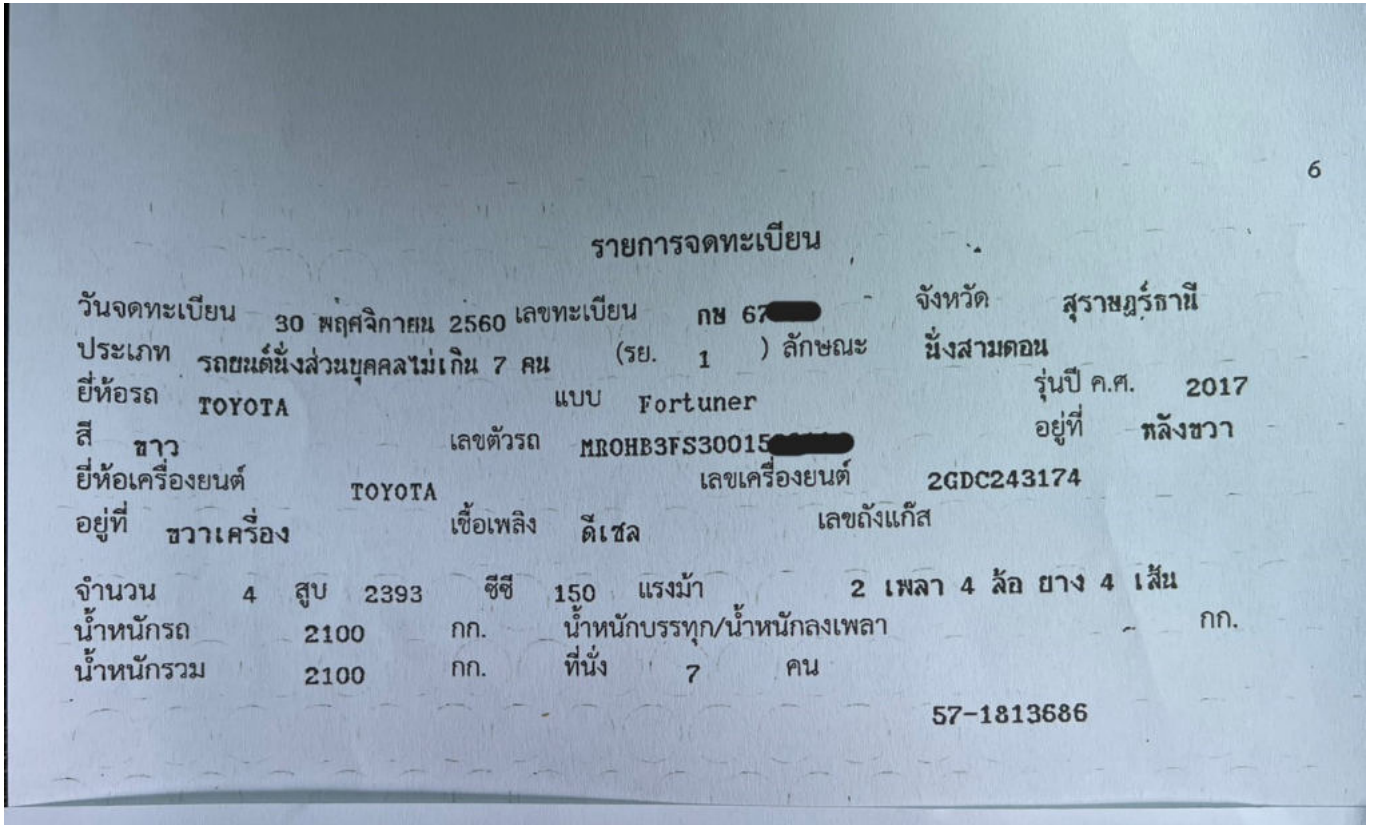 6
รายการจดทะเบียน
วันจดทะเบียน 30 พฤศจิกายน 2560 เลขทะเบียน กษ 67 จังหวัด สุราษฎร์ธานี
ประเภท รถยนต์นั่งส่วนบุคคลไม่เกิน 7 คน (รย. 1 ) ลักษณะ นั่งสามตอน
ยี่ห้อรถ TOYOTA แบบ Fortuner รุ่นปี ค.ศ. 2017
สี ขาว เลขตัวรถ MR0HB3FS30015 อยู่ที่ หลังขวา
ยี่ห้อเครื่องยนต์ TOYOTA เลขเครื่องยนต์ 2GDC243174
อยู่ที่ ขวาเครื่อง เชื้อเพลิง ดีเซล เลขถังแก๊ส
จำนวน 4 สูบ 2393 ซีซี 150 แรงม้า 2 เพลา 4 ล้อ ยาง 4 เส้น
น้ำหนักรถ 2100 กก. น้ำหนักบรรทุก/น้ำหนักลงเพลา - กก.
น้ำหนักรวม 2100 กก. ที่นั่ง 7 คน
57-1813686